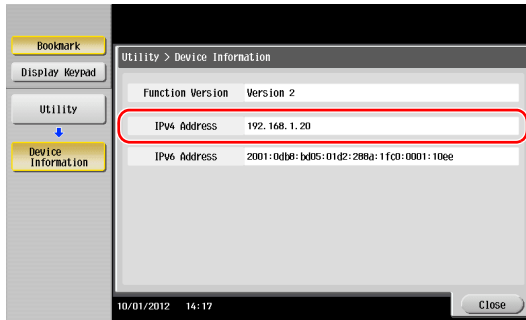 Bookmark
Display Keypad
Utility
Device
Information
Utility > Device Information
Function Version Version 2
IPv4 Address 192.168.1.20
IPv6 Address 2001:0db8:bd05:01d2:288a:1fc0:0001:10ee
10/01/2012 14:17
Close